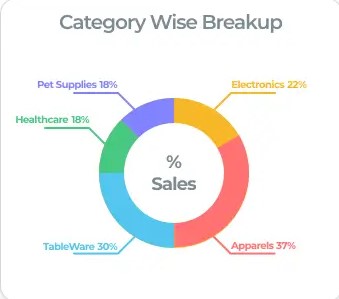 Category Wise Breakup
Pet Supplies 18%
Electronics 22%
Healthcare 18%
%
Sales
TableWare 30%
Apparels 37%